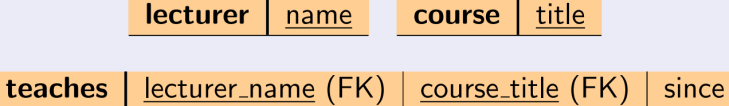 lecturer name course title
teaches lecturer_name (FK) course_title (FK) since